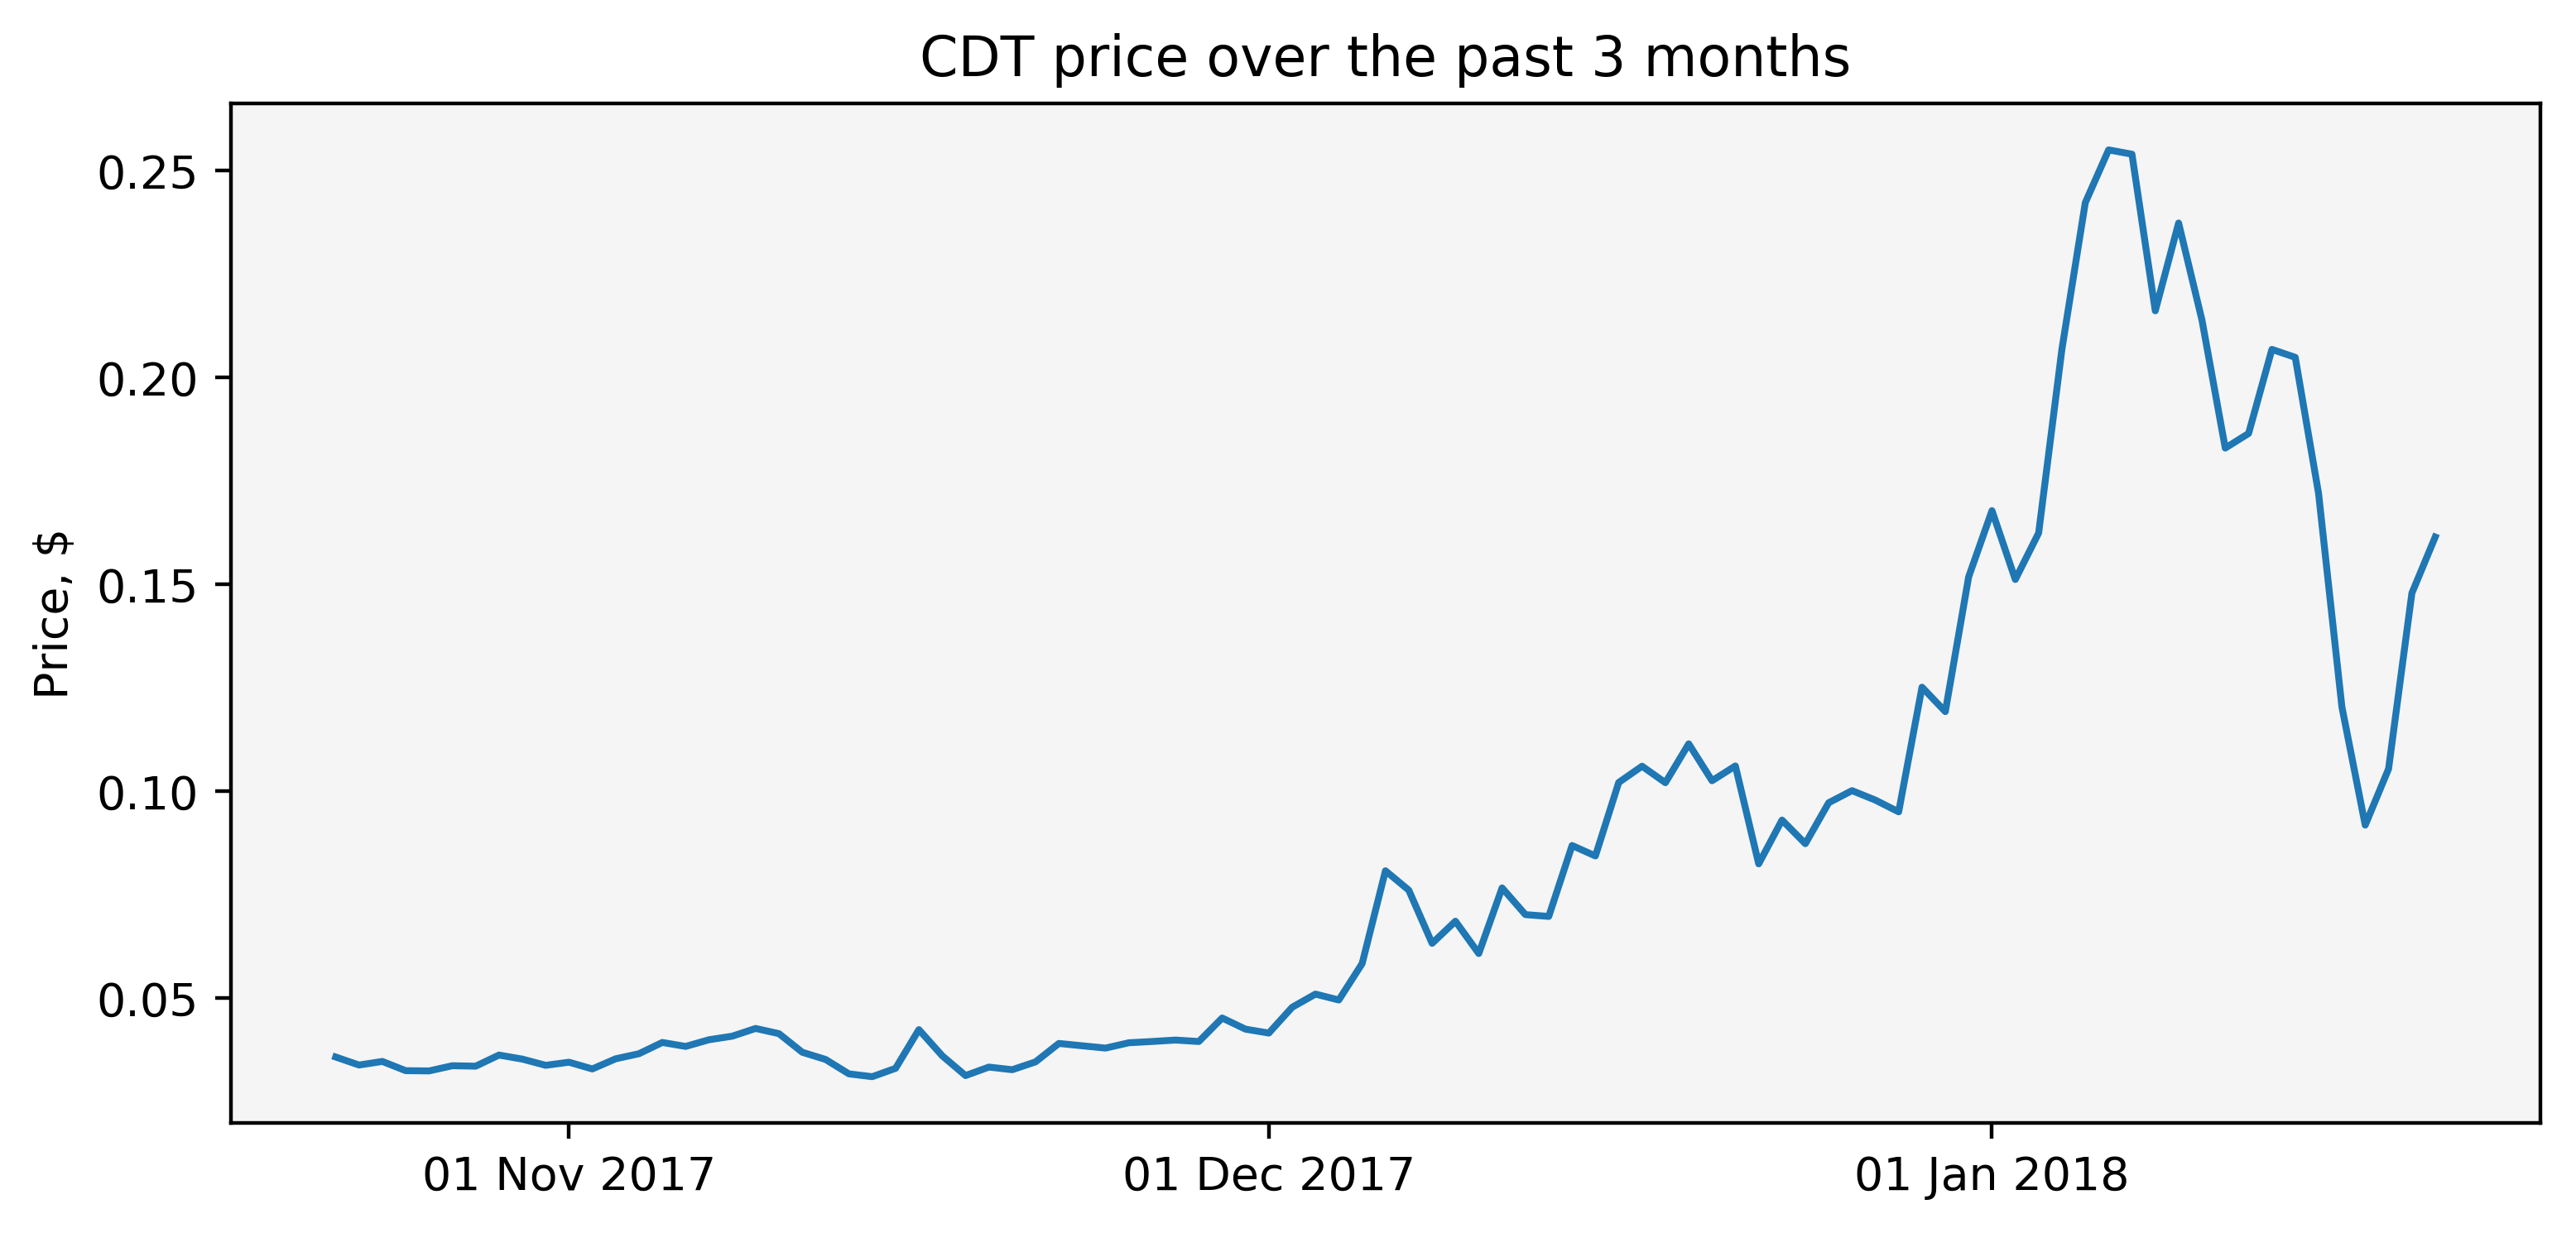 CDT price over the past 3 months
Price, $
0.25
0.20
0.15
0.10
0.05
01 Nov 2017
01 Dec 2017
01 Jan 2018